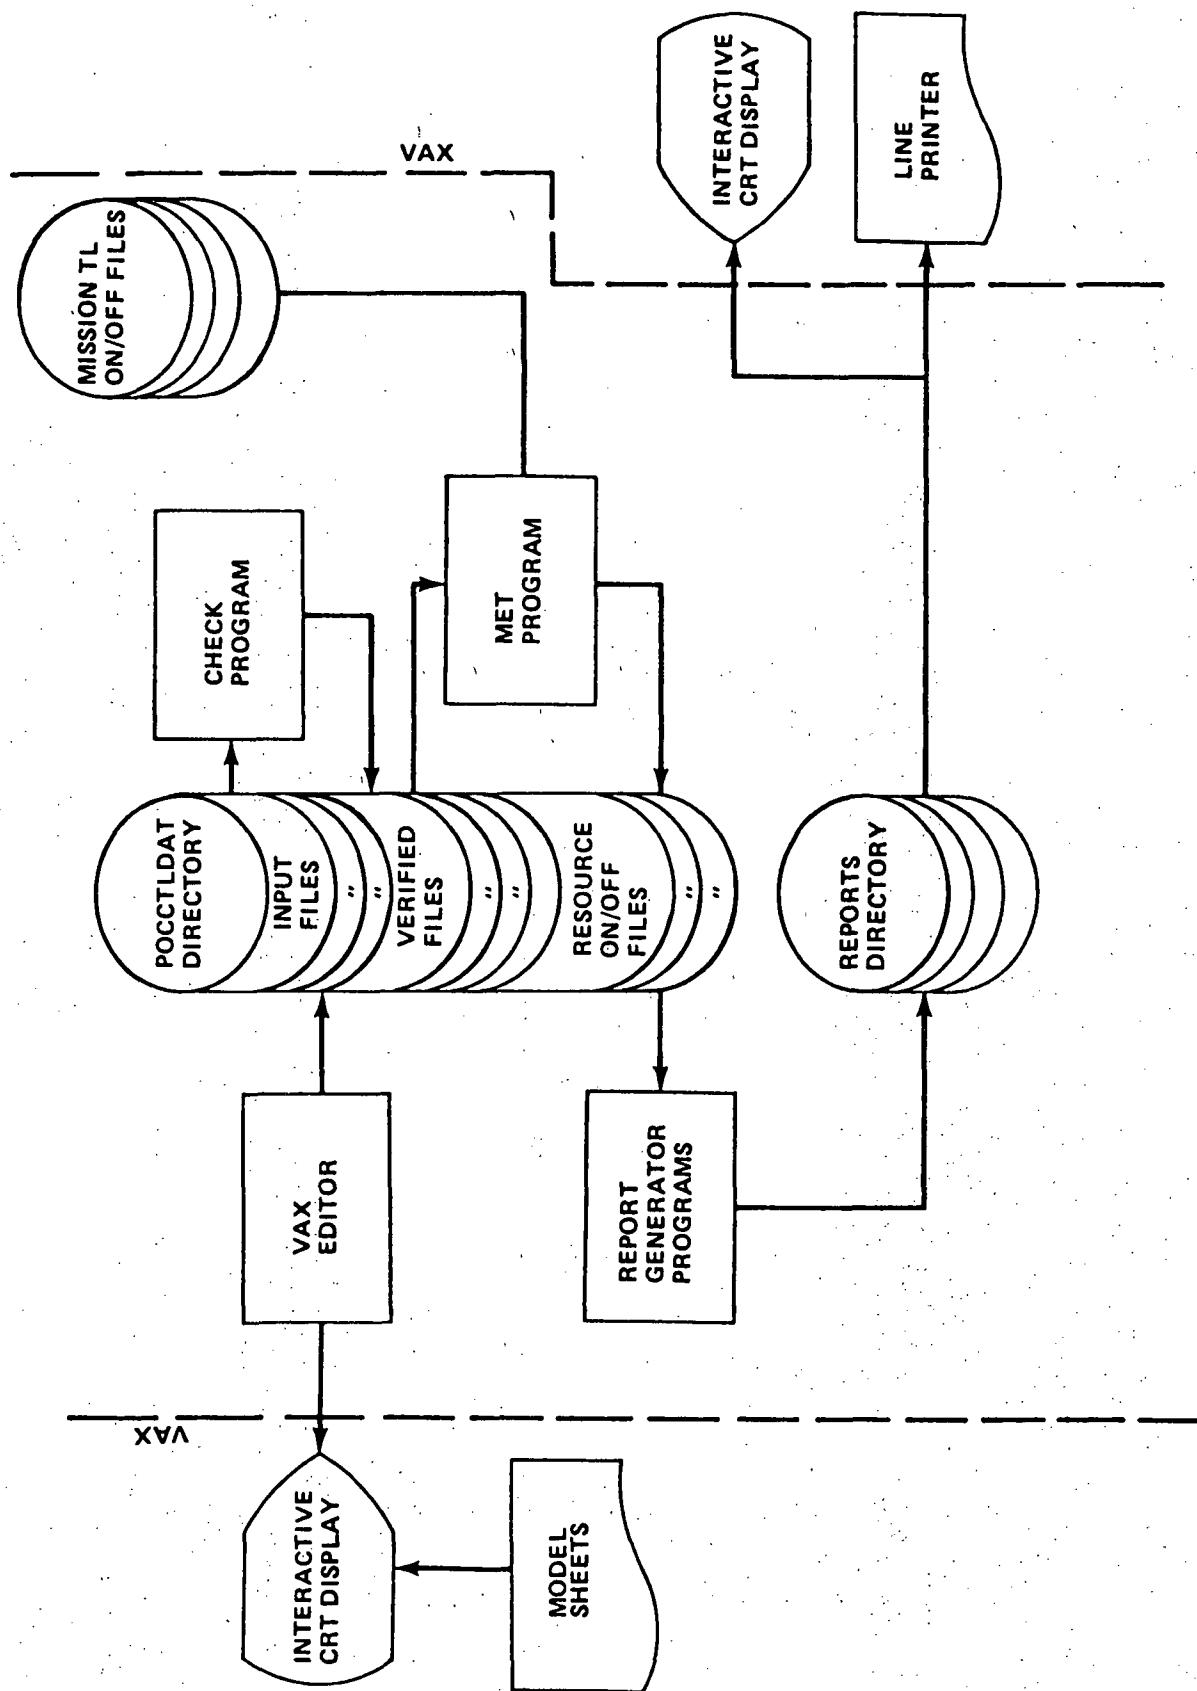 INTERACTIVE
CRT DISPLAY
MODEL
SHEETS
VAX
VAX
EDITOR
REPORT
GENERATOR
PROGRAMS
POCCTLDAT
DIRECTORY
INPUT
FILES
"
"
VERIFIED
FILES
"
"
RESOURCE
ON/OFF
FILES
"
"
REPORTS
DIRECTORY
CHECK
PROGRAM
MET
PROGRAM
MISSION TL
ON/OFF FILES
VAX
INTERACTIVE
CRT DISPLAY
LINE
PRINTER